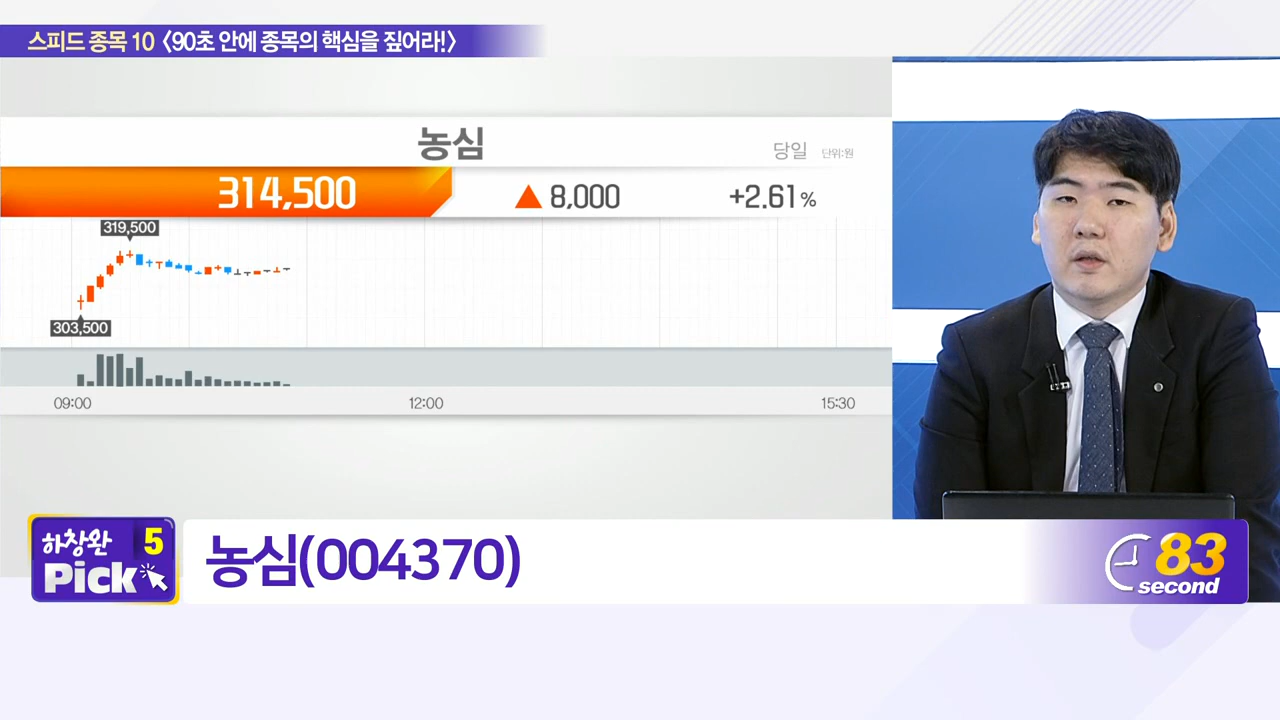 스피드 종목 10 〈90초 안에 종목의 핵심을 짚어라!〉
농심
당일 단위:원
314,500 ▲ 8,000 +2.61%
319,500
303,500
09:00 12:00 15:30
하창완 5
Pick
농심(004370)
83
second